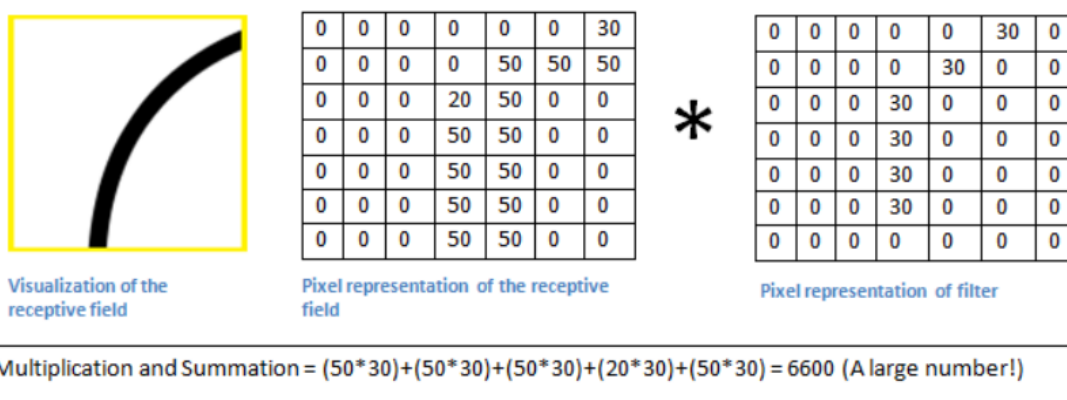 0 0 0 0 0 0 30
0 0 0 0 50 50 50
0 0 0 20 50 0 0
0 0 0 50 50 0 0
0 0 0 50 50 0 0
0 0 0 50 50 0 0
0 0 0 50 50 0 0
*
0 0 0 0 0 30 0
0 0 0 0 30 0 0
0 0 0 30 0 0 0
0 0 0 30 0 0 0
0 0 0 30 0 0 0
0 0 0 30 0 0 0
0 0 0 0 0 0 0
Visualization of the
receptive field
Pixel representation of the receptive
field
Pixel representation of filter
Multiplication and Summation = (50*30)+(50*30)+(50*30)+(20*30)+(50*30) = 6600 (A large number!)